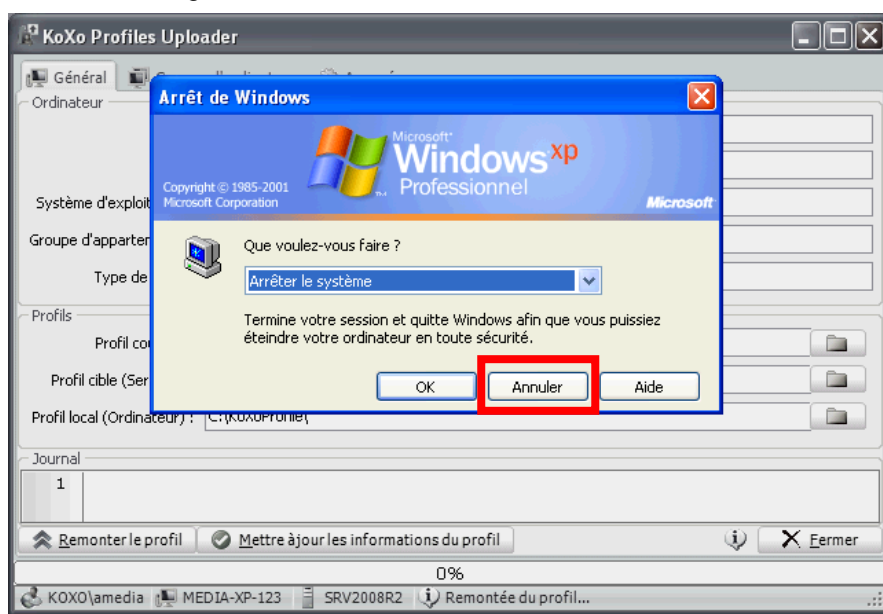 KoXo Profiles Uploader
Général
Ordinateur
Arrêt de Windows
Microsoft
Windows xp
Professionnel
Copyright © 1985-2001
Microsoft Corporation
Microsoft
Système d'exploit
Groupe d'apparten
Type de
Que voulez-vous faire ?
Arrêter le système
Termine votre session et quitte Windows afin que vous puissiez
éteindre votre ordinateur en toute sécurité.
OK Annuler Aide
Profils
Profil cou
Profil cible (Ser
Profil local (Ordinateur) : C:\KoXoProfile\
Journal
1
Remonter le profil Mettre àjour les informations du profil Fermer
0%
KOXO\amedia MEDIA-XP-123 SRV2008R2 Remontée du profil...